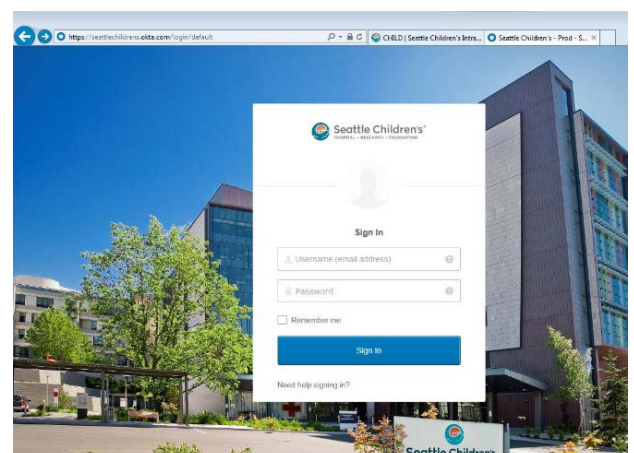 https://seattlechildrens.okta.com/login/default
CHILD | Seattle Children's Intra...
Seattle Children's - Prod - S...
Seattle Children's®
HOSPITAL • RESEARCH • FOUNDATION
Sign In
Username (email address)
Password
Remember me
Sign In
Need help signing in?
Seattle Children's